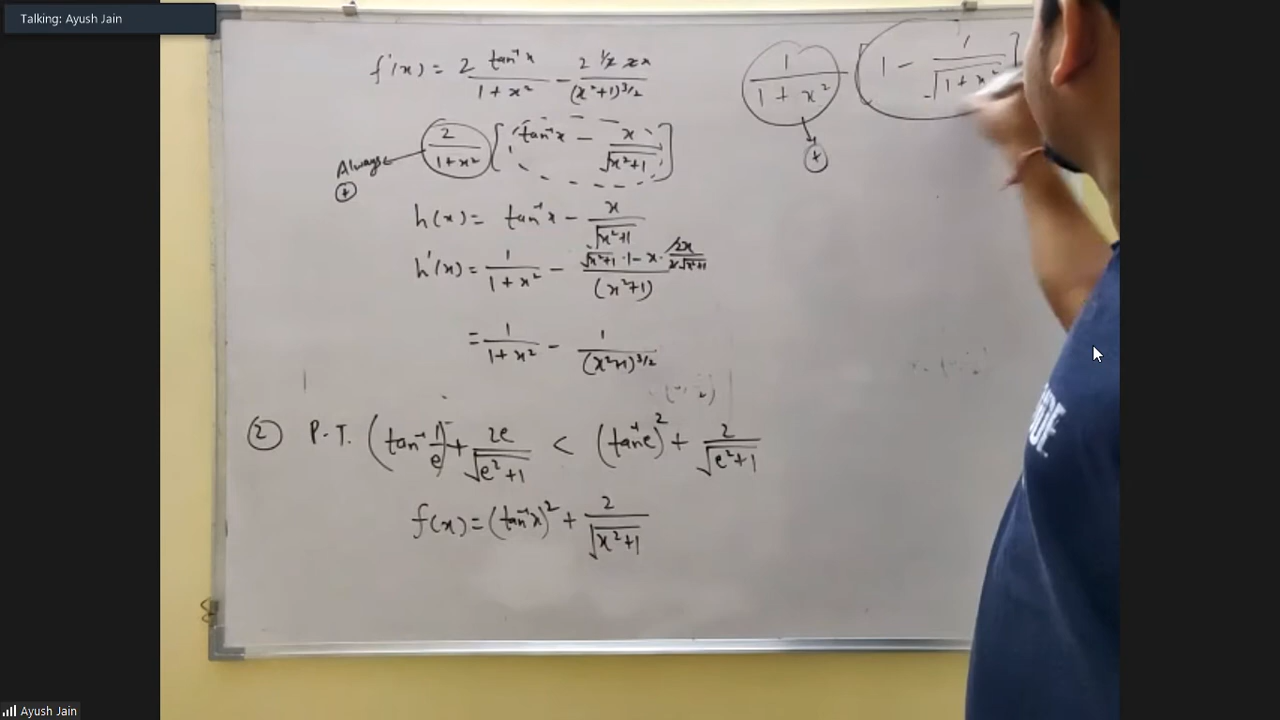 Talking: Ayush Jain
f'(x) = 2 tan⁻¹x / (1 + x²) − 2 · 1/2 · 2x / (x²+1)^(3/2)
2/(1+x²) [tan⁻¹x − x/√(x²+1)]
Always
(+)
h(x) = tan⁻¹x − x/√(x²+1)
h'(x) = 1/(1+x²) − (√(x²+1) · 1 − x · 2x/(2√(x²+1))) / (x²+1)
= 1/(1+x²) − 1/(x²+1)^(3/2)
1/(1+x²) [1 − 1/√(1+x²)]
(+)
② P.T. (tan⁻¹ 1/e)² + 2e/√(e²+1) < (tan⁻¹e)² + 2/√(e²+1)
f(x) = (tan⁻¹x)² + 2/√(x²+1)
Ayush Jain